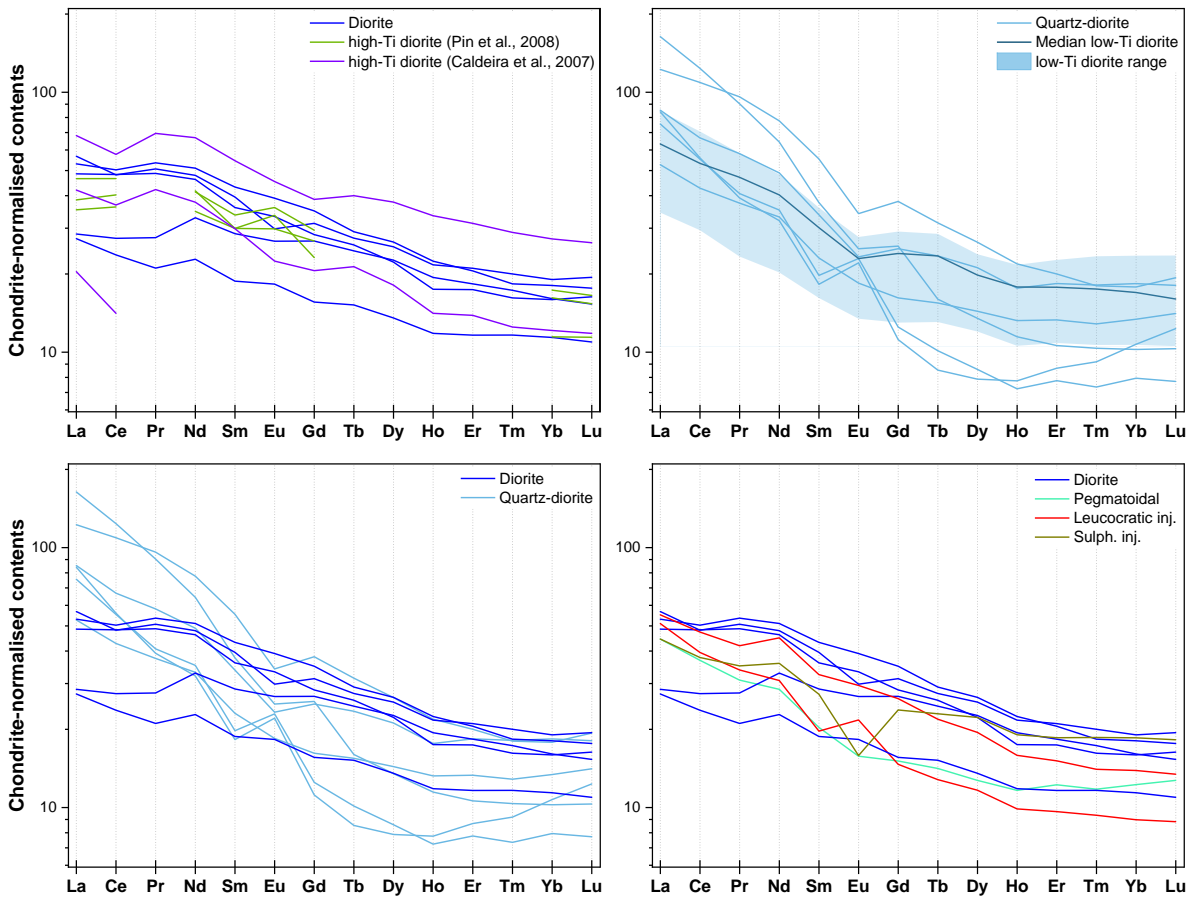 Chondrite-normalised contents
100
10
Diorite
high-Ti diorite (Pin et al., 2008)
high-Ti diorite (Caldeira et al., 2007)
La Ce Pr Nd Sm Eu Gd Tb Dy Ho Er Tm Yb Lu
100
10
Quartz-diorite
Median low-Ti diorite
low-Ti diorite range
La Ce Pr Nd Sm Eu Gd Tb Dy Ho Er Tm Yb Lu
Chondrite-normalised contents
100
10
Diorite
Quartz-diorite
La Ce Pr Nd Sm Eu Gd Tb Dy Ho Er Tm Yb Lu
100
10
Diorite
Pegmatoidal
Leucocratic inj.
Sulph. inj.
La Ce Pr Nd Sm Eu Gd Tb Dy Ho Er Tm Yb Lu